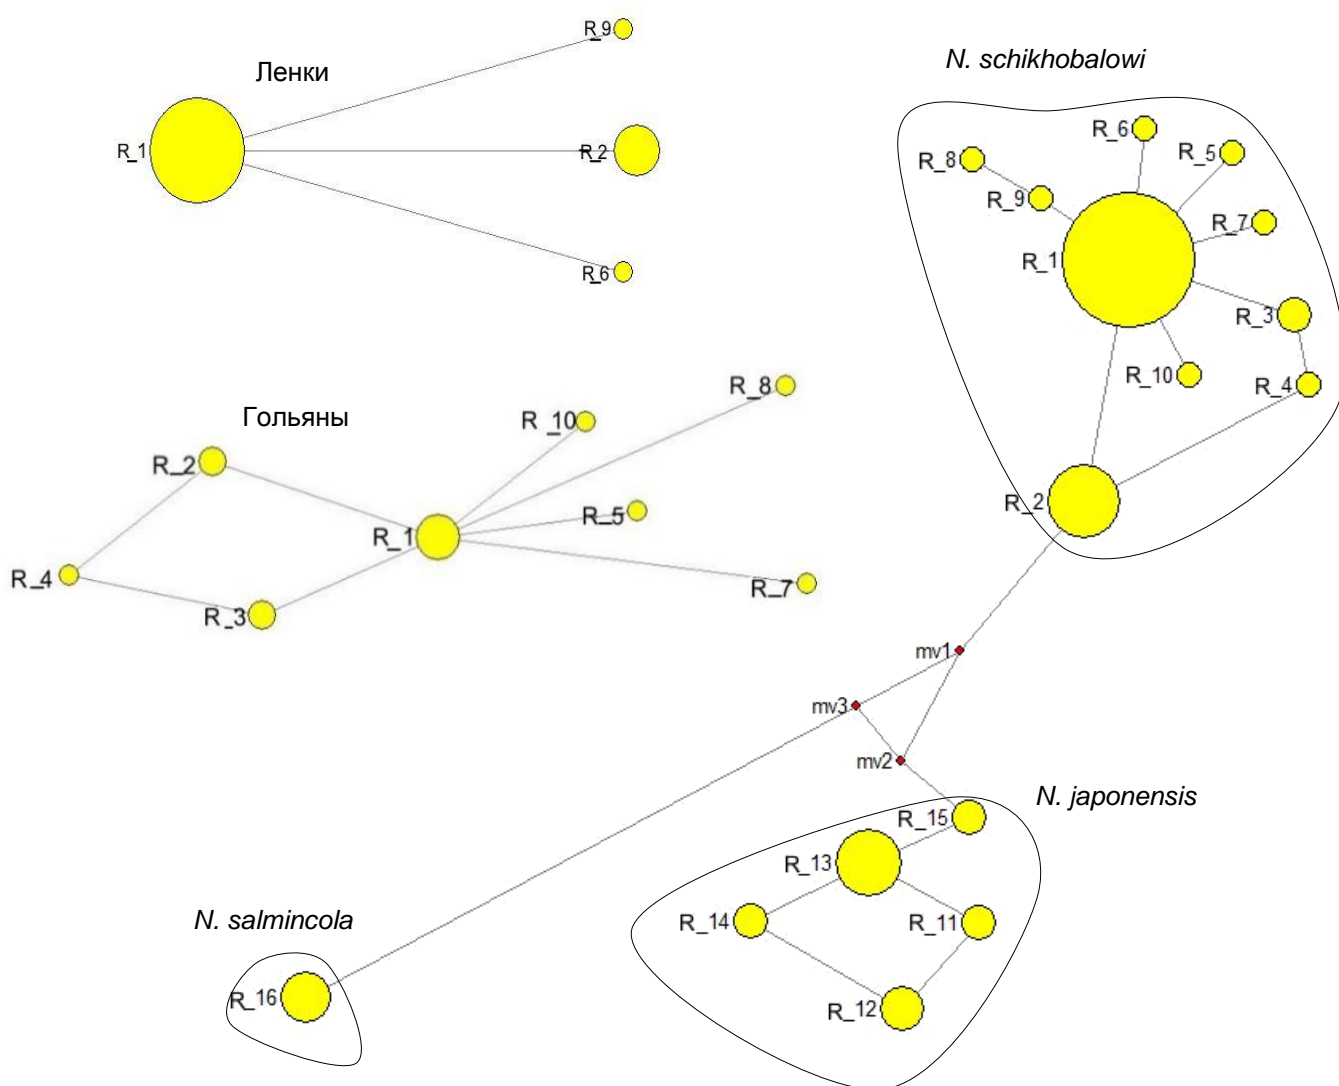 Ленки
R_9
R_1
R_2
R_6
N. schikhobalowi
R_6
R_5
R_8
R_9
R_7
R_1
R_3
R_10
R_4
R_2
Гольяны
R_8
R_10
R_2
R_5
R_1
R_4
R_7
R_3
mv1
mv3
mv2
N. japonensis
R_15
R_13
R_14
R_11
R_12
N. salmincola
R_16